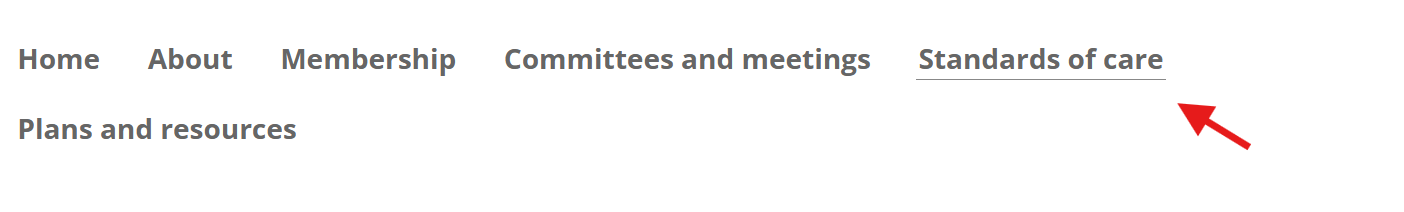 Home About Membership Committees and meetings Standards of care
Plans and resources